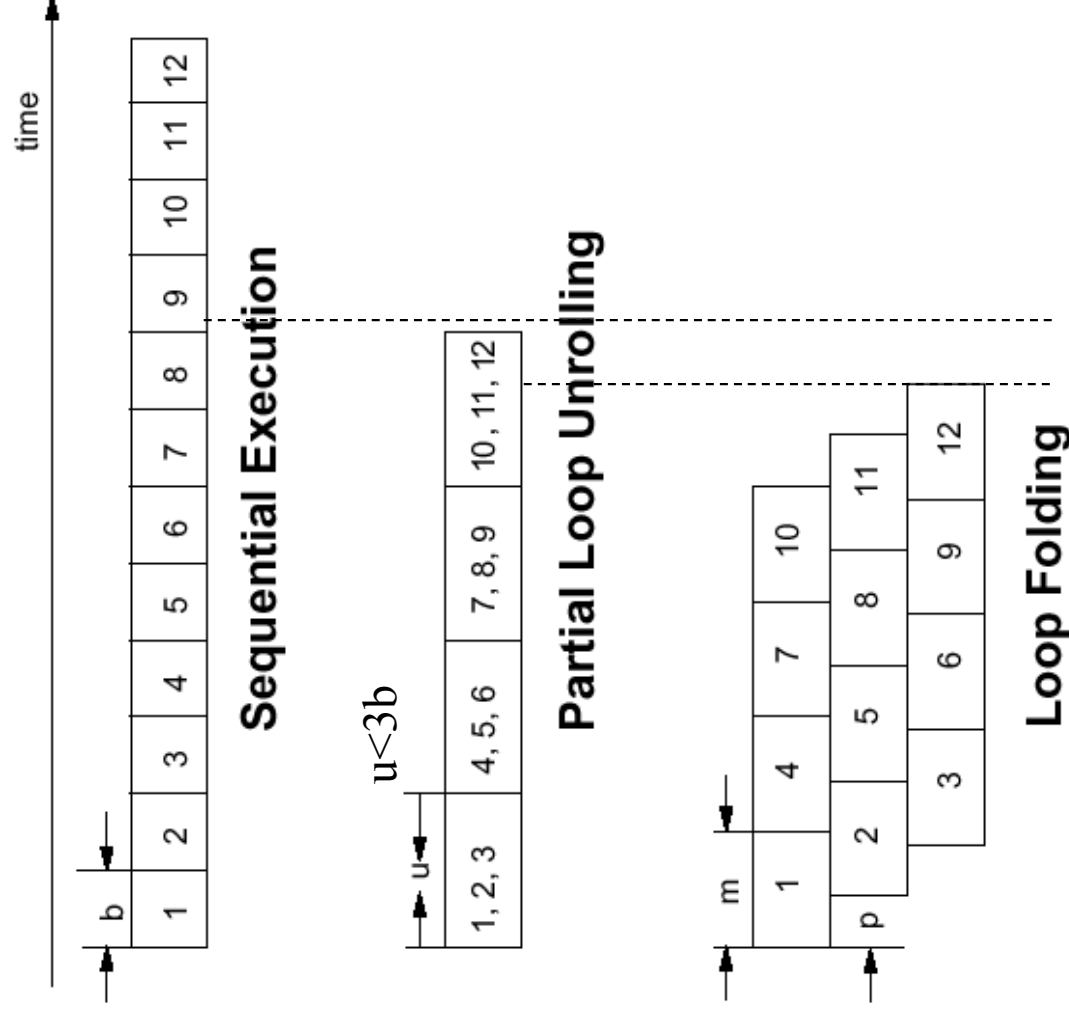 time
b
1 2 3 4 5 6 7 8 9 10 11 12
Sequential Execution
u<3b
u
1, 2, 3 4, 5, 6 7, 8, 9 10, 11, 12
Partial Loop Unrolling
m
1 4 7 10
p 2 5 8 11
3 6 9 12
Loop Folding